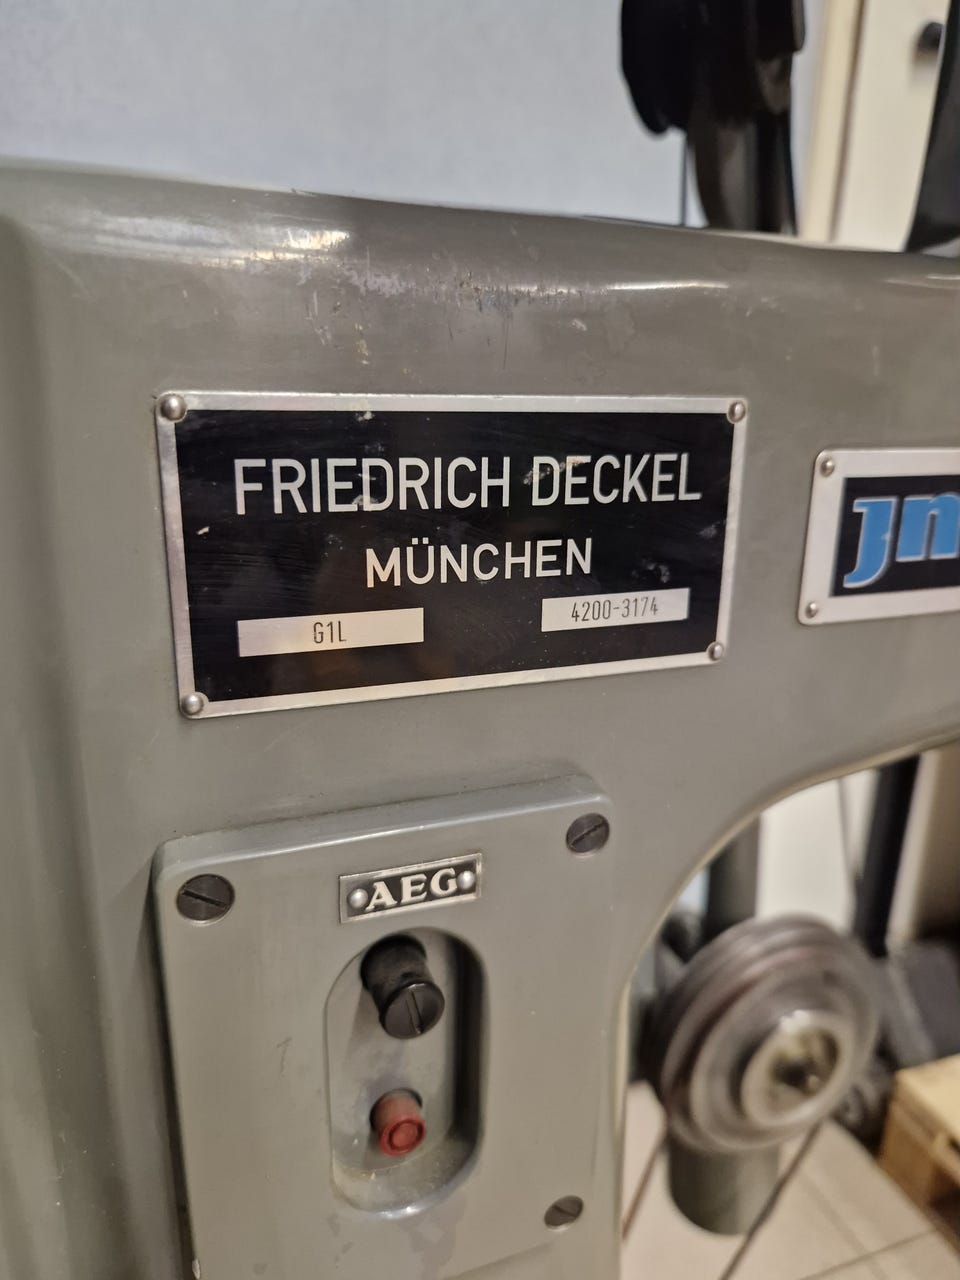 FRIEDRICH DECKEL
MÜNCHEN
G1L
4200-3174
AEG